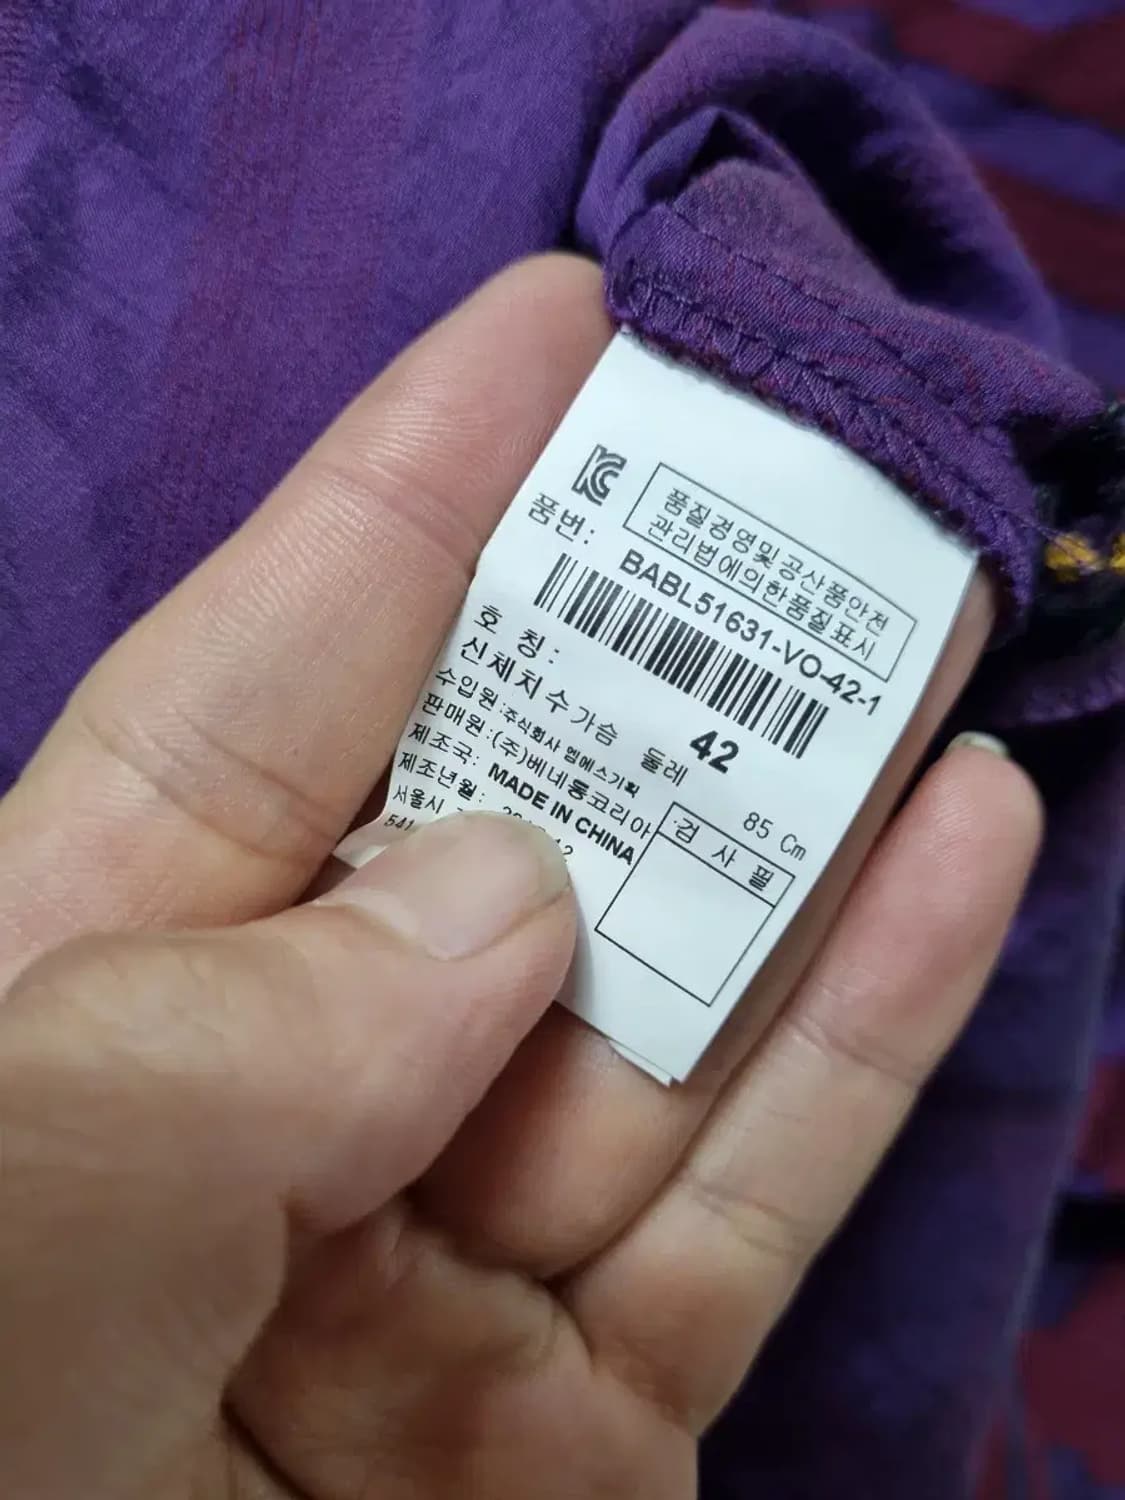 KC
품질경영및공산품안전
관리법에의한품질표시
품번: BABL51631-VO-42-1
호 칭: 42
신체치수 가슴 둘레 85 Cm
수입원:주식회사 엠에스기획
판매원:(주)베네통코리아
제조국: MADE IN CHINA
제조년월:
서울시
541
검 사 필